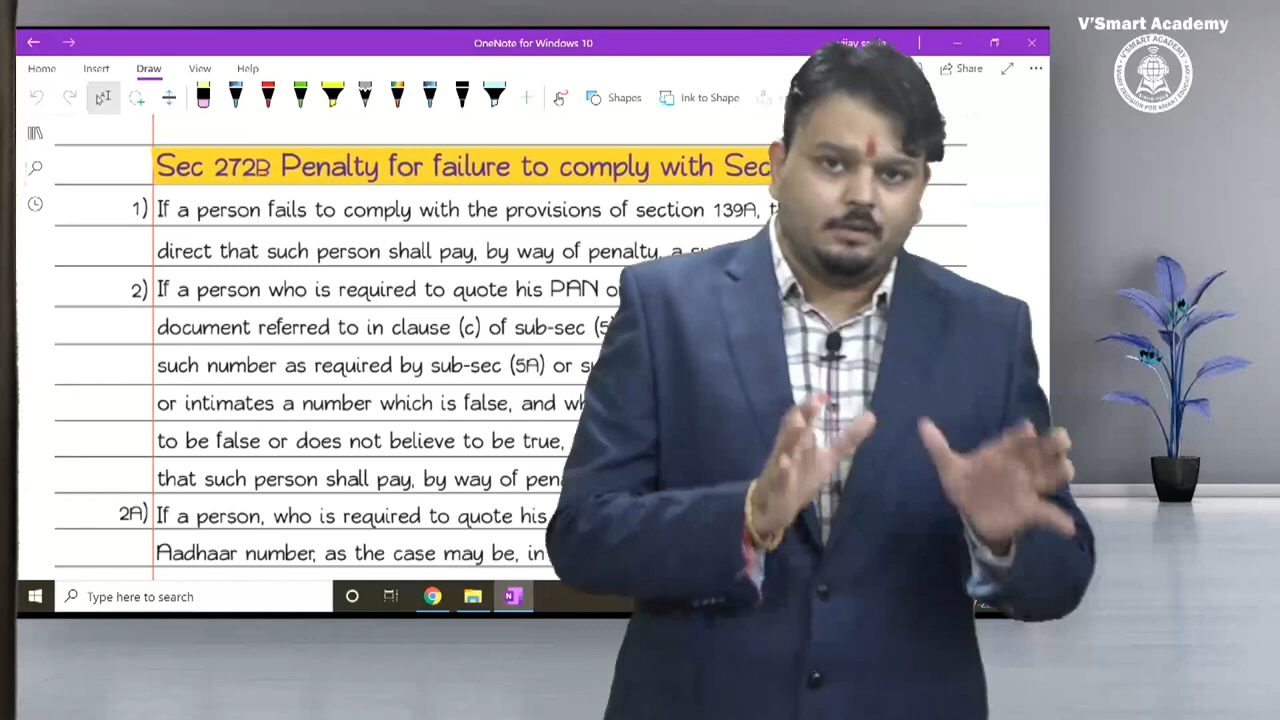 V'Smart Academy
OneNote for Windows 10
Home Insert Draw View Help
Share
Shapes
Ink to Shape
Sec 272B Penalty for failure to comply with Sec
1) If a person fails to comply with the provisions of section 139A,
direct that such person shall pay, by way of penalty, a
2) If a person who is required to quote his PAN
document referred to in clause (c) of sub-sec
such number as required by sub-sec (5A) or
or intimates a number which is false, and
to be false or does not believe to be true,
that such person shall pay, by way of
2A) If a person, who is required to quote his
Aadhaar number, as the case may be, in
Type here to search